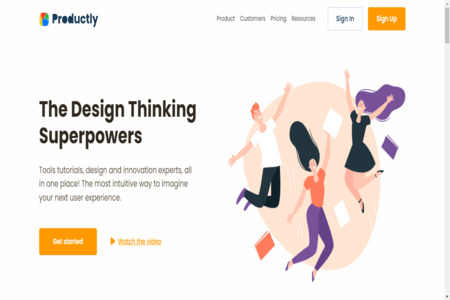 Productly
Product Customers Pricing Resources Sign In Sign Up
The Design Thinking
Superpowers
Tools tutorials, design and innovation experts, all
in one place! The most intuitive way to imagine
your next user experience.
Get started Watch the video